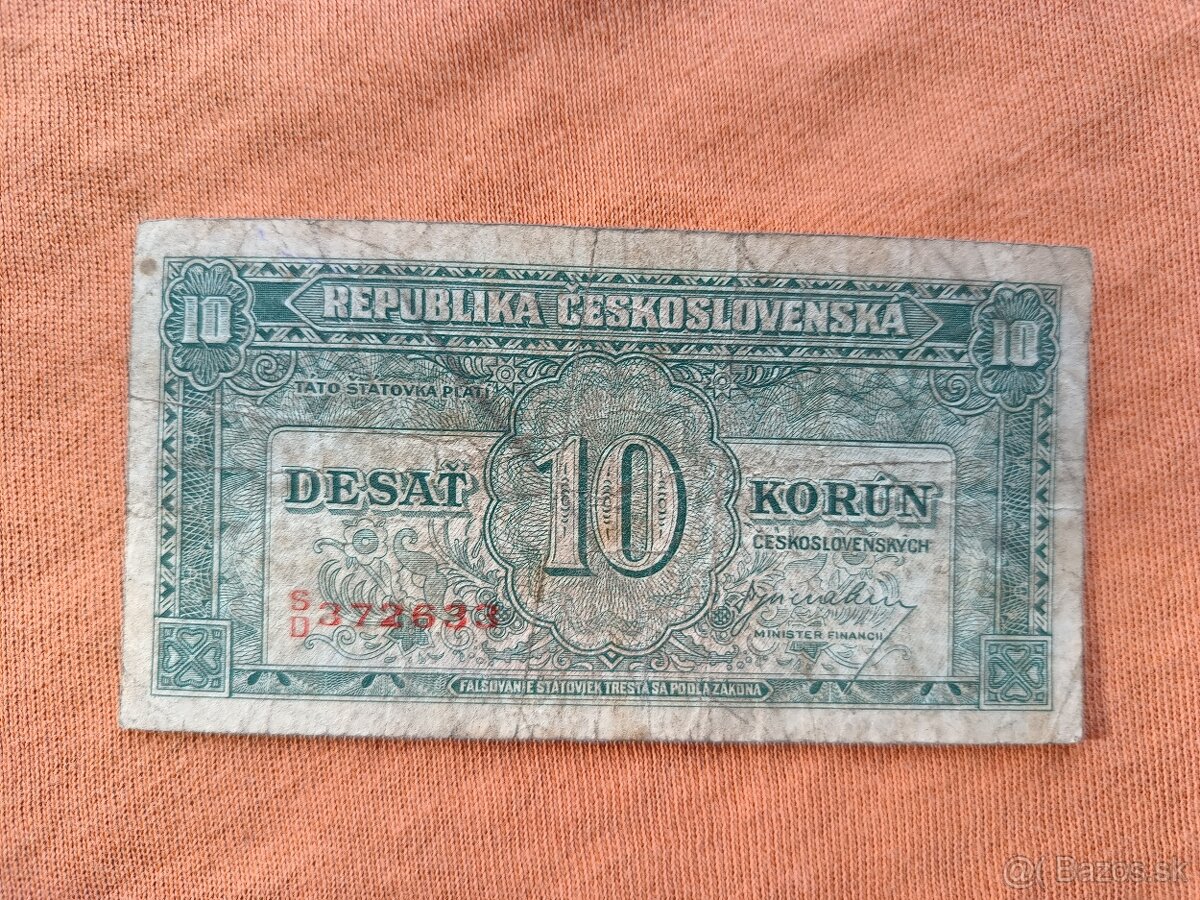 10 REPUBLIKA ČESKOSLOVENSKÁ 10
TÁTO ŠTÁTOVKA PLATÍ
DESAŤ 10 KORÚN
ČESKOSLOVENSKÝCH
S/D 372633
MINISTER FINANCIÍ
FALŠOVANIE ŠTÁTOVIEK TRESTÁ SA PODĽA ZÁKONA
@( Bazos.sk